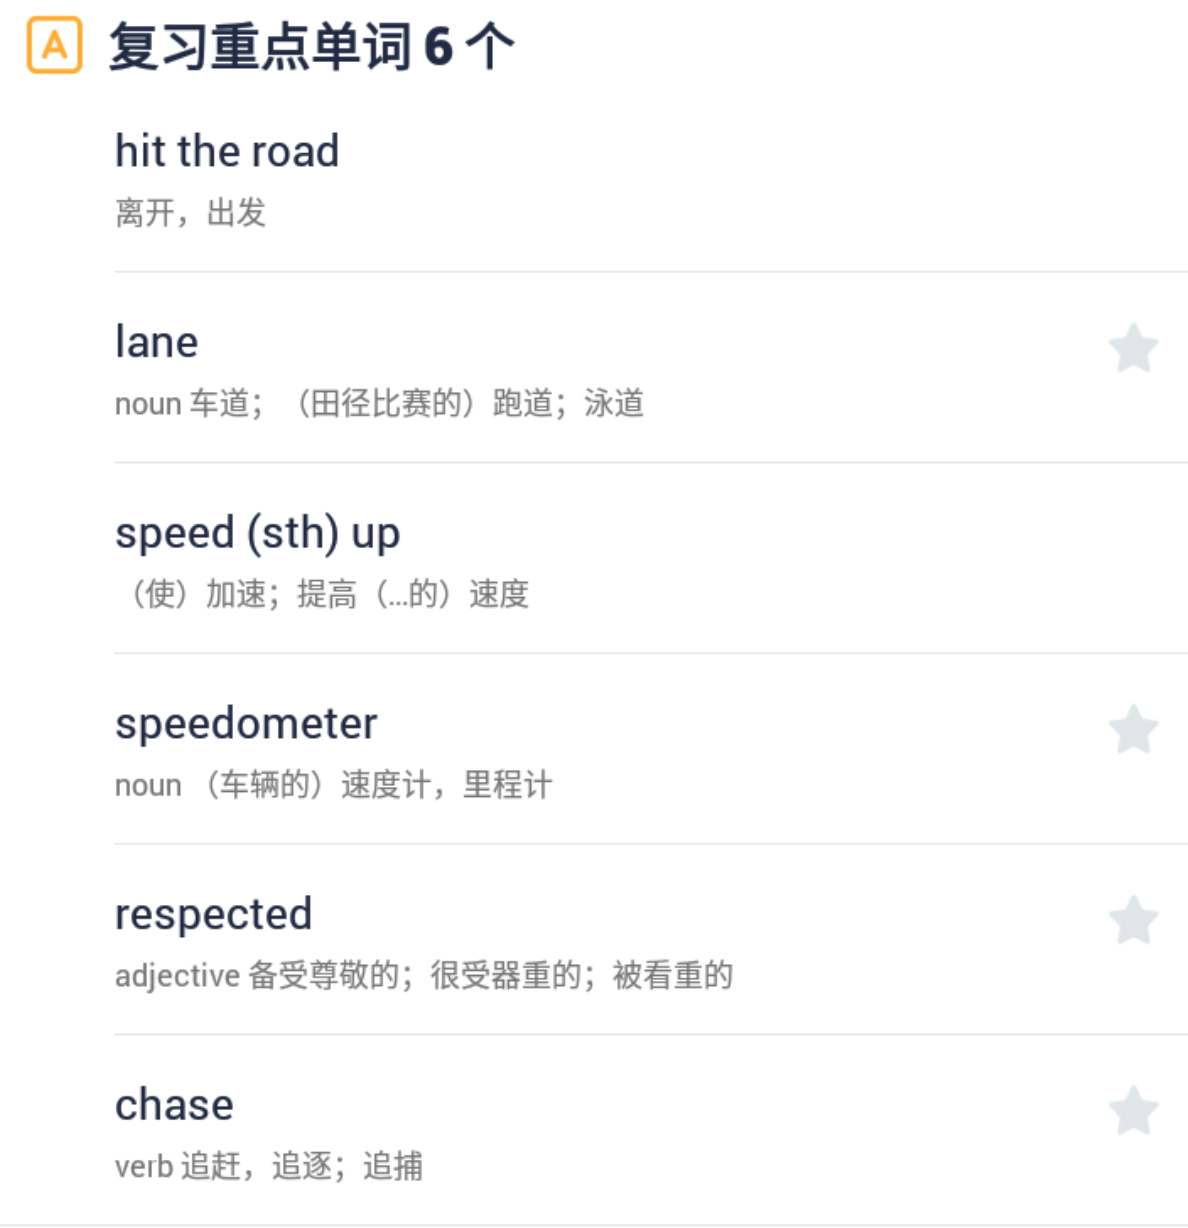 A 复习重点单词 6 个
hit the road
离开，出发
lane
noun 车道；（田径比赛的）跑道；泳道
speed (sth) up
（使）加速；提高（...的）速度
speedometer
noun （车辆的）速度计，里程计
respected
adjective 备受尊敬的；很受器重的；被看重的
chase
verb 追赶，追逐；追捕